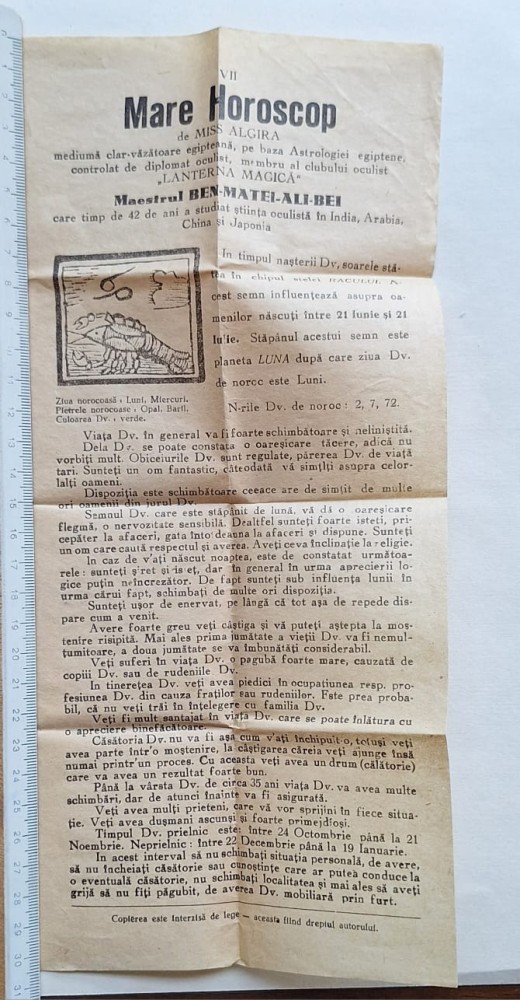 VII
Mare Horoscop
de MISS ALGIRA
mediumă clar-văzătoare egipteană, pe baza Astrologiei egiptene,
controlat de diplomat oculist, membru al clubului oculist
„LANTERNA MAGICĂ”
Maestrul BEN-MATEI-ALI-BEI
care timp de 42 de ani a studiat știința oculistă în India, Arabia,
China și Japonia
In timpul nașterii Dv, soarele stă-
tea în chipul stelei RACULUI. A-
cest semn influențează asupra oa-
menilor născuți între 21 Iunie și 21
Iulie. Stăpânul acestui semn este
planeta LUNA după care ziua Dv.
de noroc este Luni.
N-rile Dv. de noroc: 2, 7, 72.
Ziua norocoasă: Luni, Miercuri.
Pietrele norocoase: Opal. Baril.
Culoarea Dv.: verde.
Viața Dv. în general va fi foarte schimbătoare și neliniștită.
Dela Dv. se poate constata o oareșicare tăcere, adică nu
vorbiți mult. Obiceiurile Dv. sunt regulate, părerea Dv. de viață
tari. Sunteți un om fantastic, câteodată vă simțiți asupra celor-
lalți oameni.
Dispoziția este schimbătoare ceeace are de simțit de multe
ori oamenii din jurul Dv.
Semnul Dv. care este stăpânit de lună, vă dă o oareșicare
flegmă, o nervozitate sensibilă. Dealtfel sunteți foarte isteți, pri-
cepăter la afaceri, gata întodeauna la afaceri și dispune. Sunteți
un om care caută respectul și averea. Aveți ceva înclinație la religie.
In caz de v'ați născut noaptea, este de constatat următoa-
rele: sunteți șiret și isteț, dar în general în urma aprecierii lo-
gice puțin neîncrezător. De fapt sunteți sub influența lunii în
urma cărui fapt, schimbați de multe ori dispoziția.
Sunteți ușor de enervat, pe lângă că tot așa de repede dis-
pare cum a venit.
Avere foarte greu veți câștiga și vă puteți aștepta la moș-
tenire risipită. Mai ales prima jumătate a vieții Dv. va fi nemul-
țumitoare, a doua jumătate se va îmbunătăți considerabil.
Veți suferi în viața Dv. o pagubă foarte mare, cauzată de
copiii Dv. sau de rudeniile Dv.
In tinerețea Dv. veți avea piedici în ocupațiunea resp. pro-
fesiunea Dv. din cauza fraților sau rudeniilor. Este prea proba-
bil, că nu veți trăi în înțelegere cu familia Dv.
Veți fi mult șantajat în viața Dv. care se poate înlătura cu
o apreciere binefăcătoare.
Căsătoria Dv. nu va fi așa cum v'ați închipuit-o, totuși veți
avea parte într'o moștenire, la câștigarea căreia veți ajunge însă
numai printr'un proces. Cu aceasta veți avea un drum (călătorie)
care va avea un rezultat foarte bun.
Până la vârsta Dv. de circa 35 ani viața Dv. va avea multe
schimbări, dar de atunci înainte va fi asigurată.
Veți avea mulți prieteni, care vă vor sprijini în fiece situa-
ție. Veți avea dușmani ascunși și foarte primejdioși.
Timpul Dv. prielnic este: între 24 Octombrie până la 21
Noembrie. Neprielnic: între 22 Decembrie până la 19 Ianuarie.
In acest interval să nu schimbați situația personală, de avere,
să nu încheiați căsătorie sau cunoștințe care ar putea conduce la
o eventuală căsătorie, nu schimbați localitatea și mai ales să aveți
grijă să nu fiți păgubit, de averea Dv. mobiliară prin furt.
Copierea este interzisă de lege — aceasta fiind dreptul autorului.